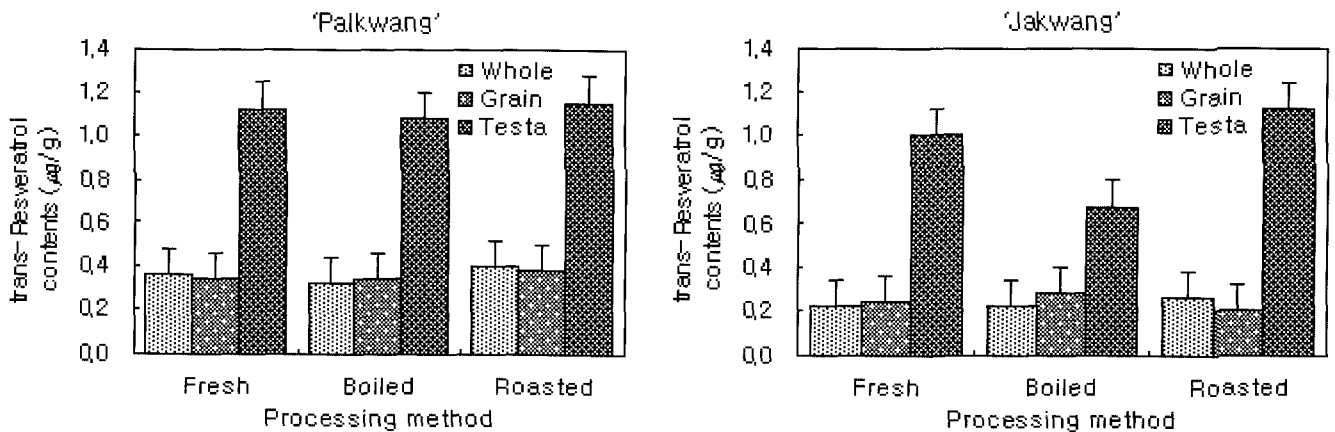 'Palkwang'
1,4
1,2
1,0
0,8
0,6
0,4
0,2
0,0
trans-Resveratrol
contents (㎍/g)
Whole
Grain
Testa
Fresh Boiled Roasted
Processing method
'Jakwang'
1,4
1,2
1,0
0,8
0,6
0,4
0,2
0,0
trans-Resveratrol
contents (㎍/g)
Whole
Grain
Testa
Fresh Boiled Roasted
Processing method